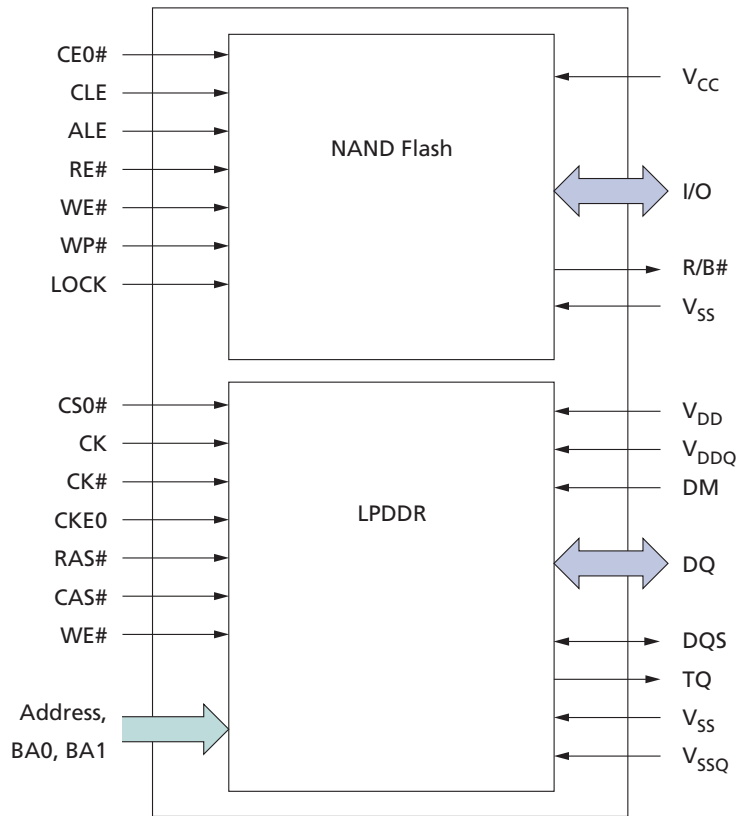 CE0#
CLE
ALE
RE#
WE#
WP#
LOCK
NAND Flash
VCC
I/O
R/B#
VSS
CS0#
CK
CK#
CKE0
RAS#
CAS#
WE#
Address,
BA0, BA1
LPDDR
VDD
VDDQ
DM
DQ
DQS
TQ
VSS
VSSQ